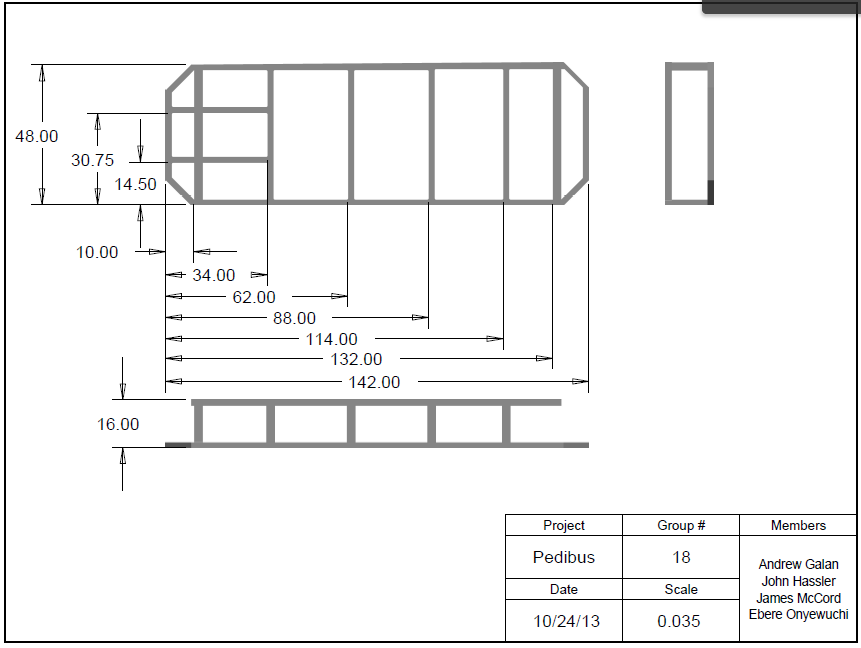 48.00
30.75
14.50
10.00
34.00
62.00
88.00
114.00
132.00
142.00
16.00
Project Group # Members
Pedibus 18
Date Scale
10/24/13 0.035
Andrew Galan
John Hassler
James McCord
Ebere Onyewuchi